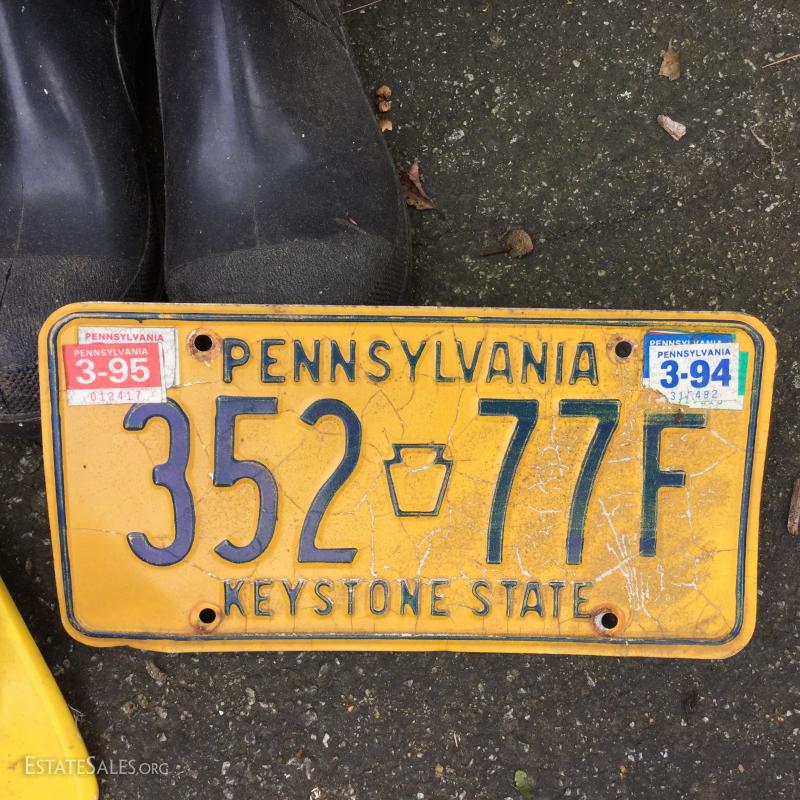 PENNSYLVANIA
PENNSYLVANIA
3-95
012417
PENNSYLVANIA
PENNSYLVANIA
PENNSYLVANIA
3-94
352 77F
KEYSTONE STATE
ESTATESALES.ORG